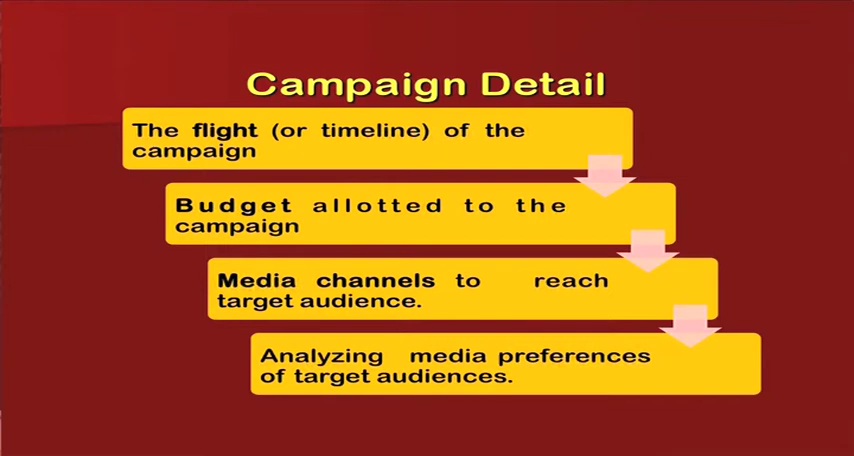 Campaign Detail
The flight (or timeline) of the
campaign
Budget allotted to the
campaign
Media channels to reach
target audience.
Analyzing media preferences
of target audiences.